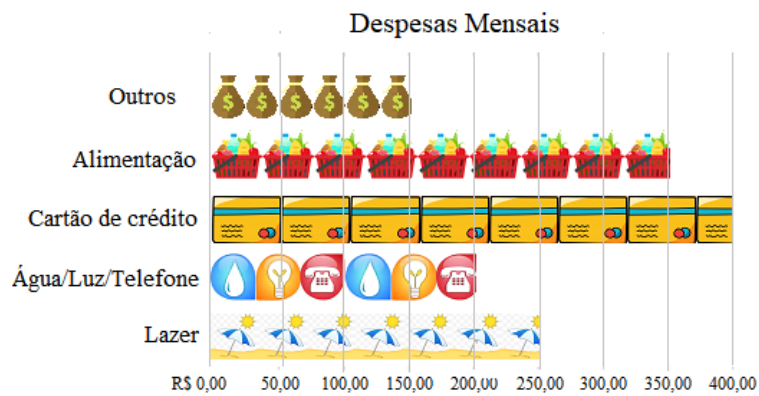 Despesas Mensais
Outros
Alimentação
Cartão de crédito
Água/Luz/Telefone
Lazer
R$ 0,00 50,00 100,00 150,00 200,00 250,00 300,00 350,00 400,00